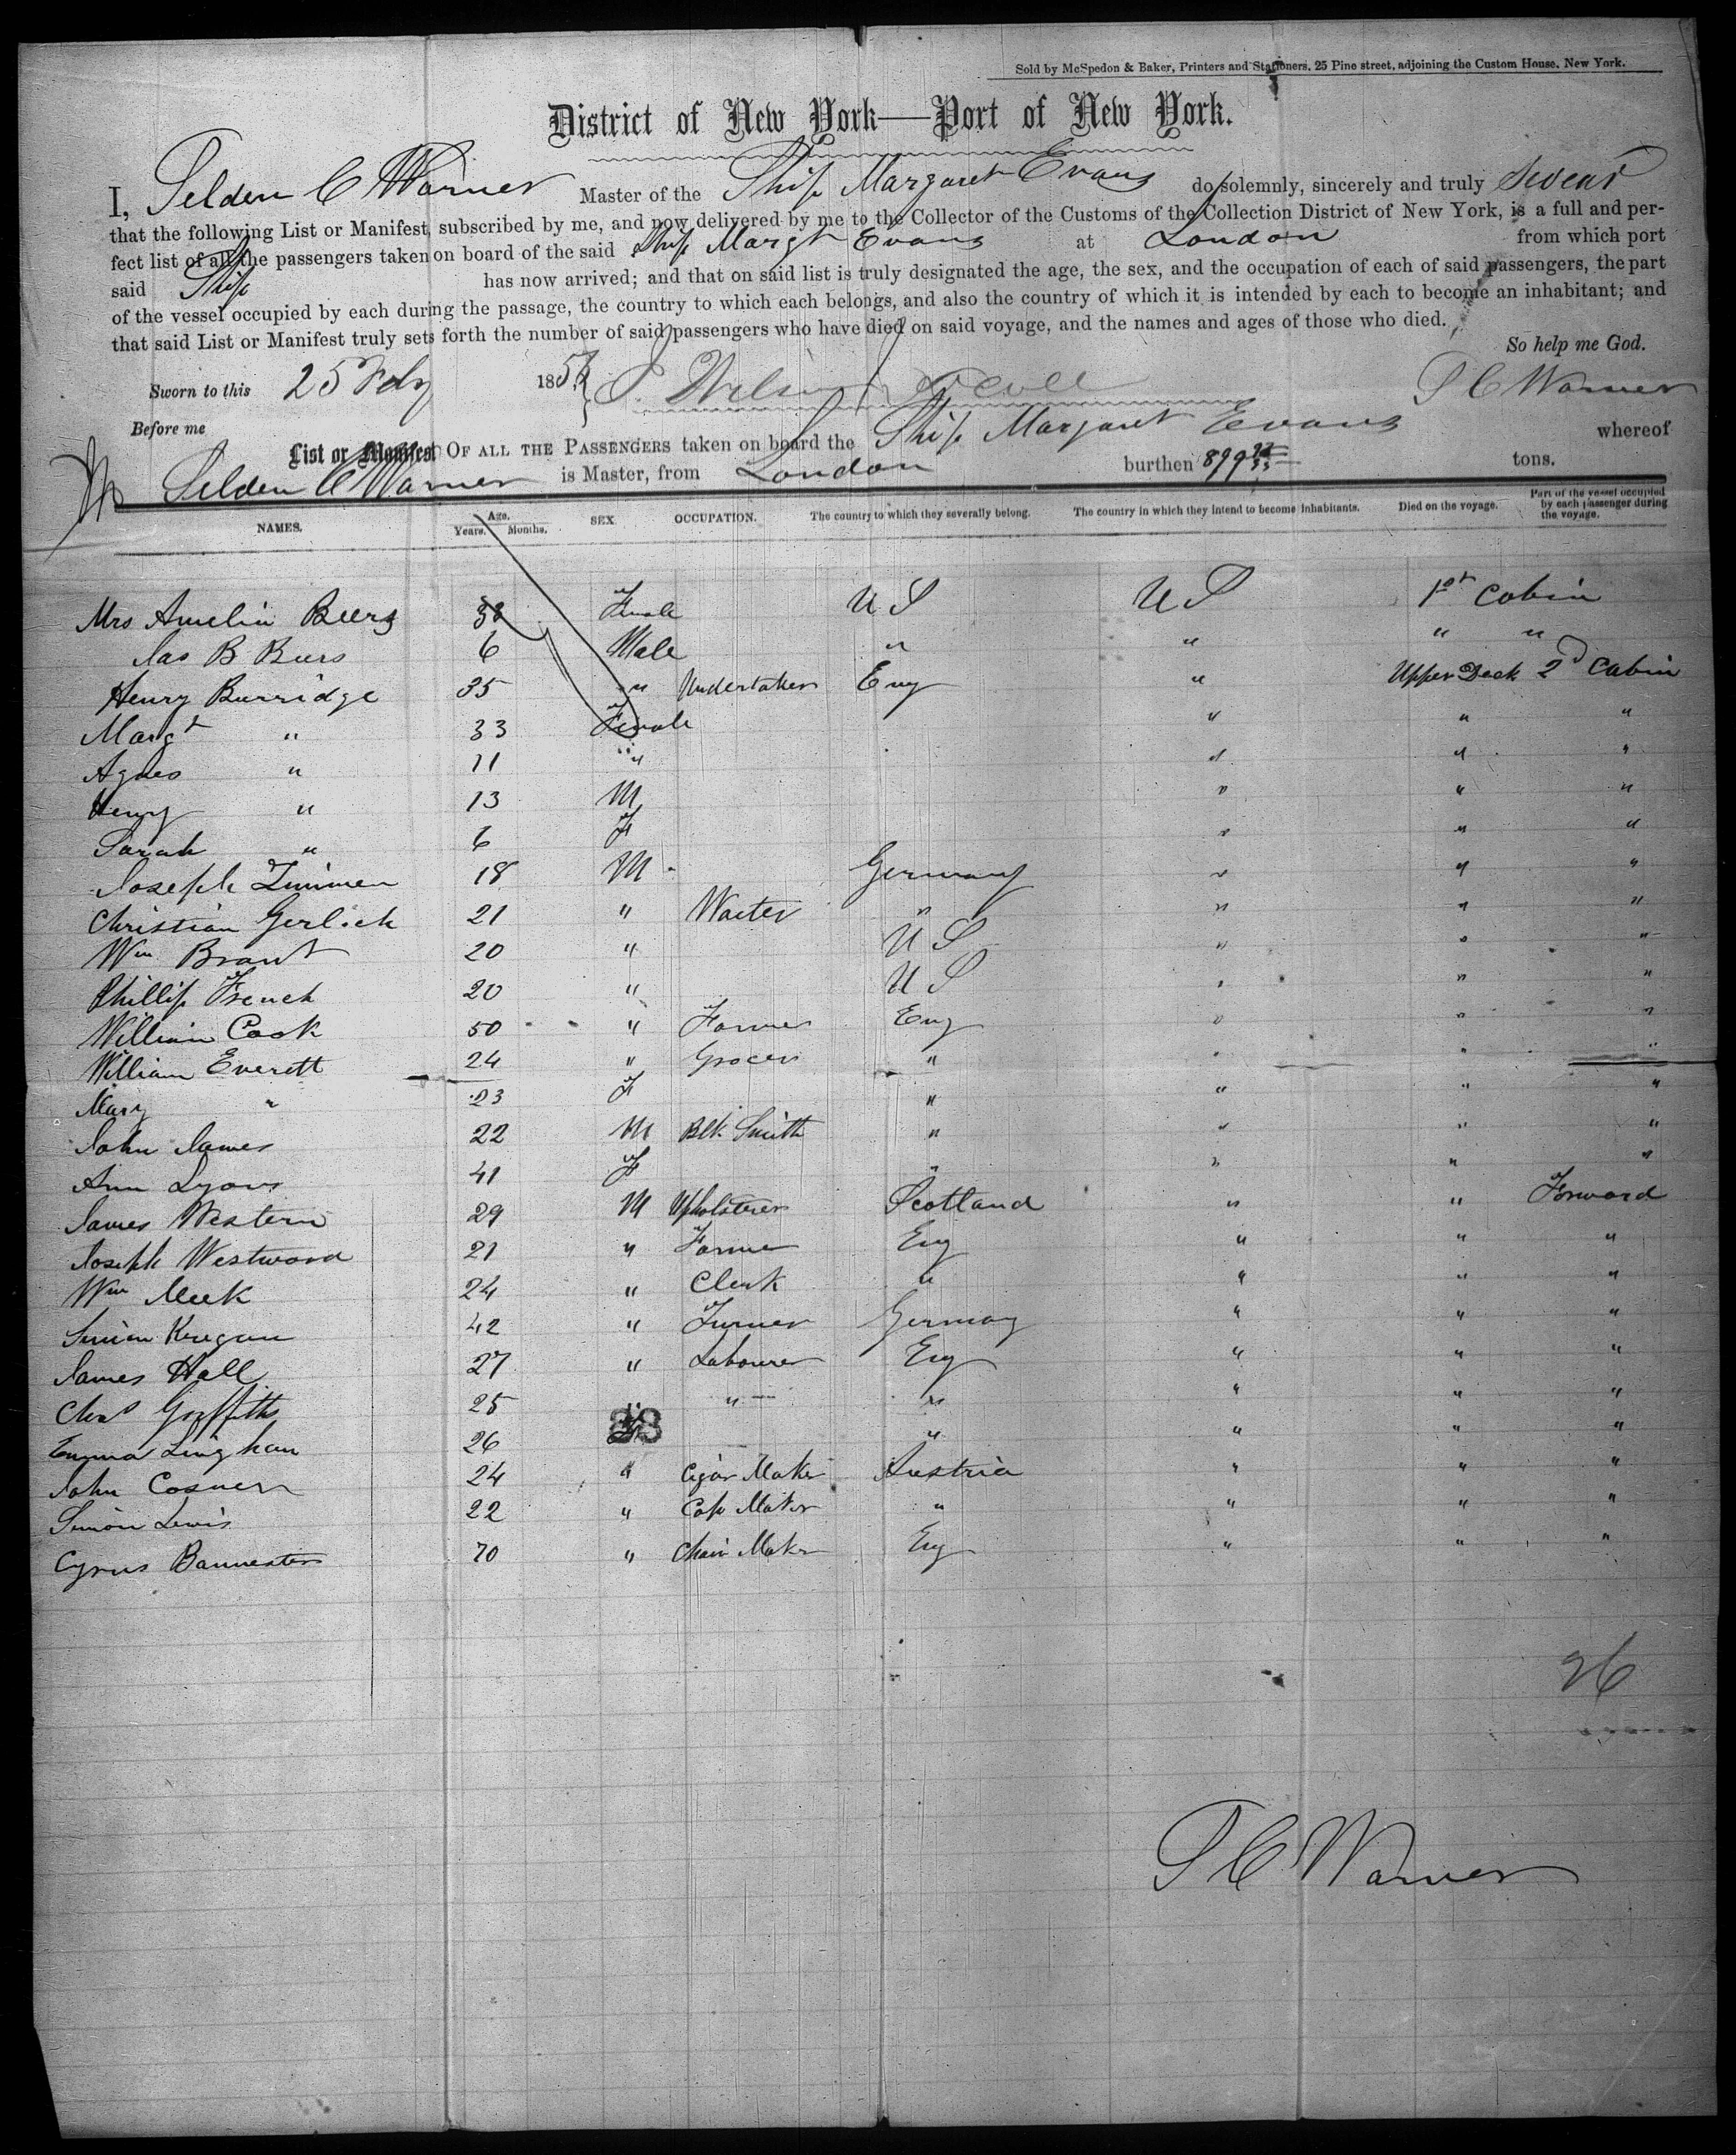 Sold by McSpedon & Baker, Printers and Stationers, 25 Pine street, adjoining the Custom House, New York.
District of New York—Port of New York.
I, Selden C Warner Master of the Ship Margaret Evans do solemnly, sincerely and truly Swear
that the following List or Manifest, subscribed by me, and now delivered by me to the Collector of the Customs of the Collection District of New York, is a full and per-
fect list of all the passengers taken on board of the said Ship Margt Evans at London from which port
said Ship has now arrived; and that on said list is truly designated the age, the sex, and the occupation of each of said passengers, the part
of the vessel occupied by each during the passage, the country to which each belongs, and also the country of which it is intended by each to become an inhabitant; and
that said List or Manifest truly sets forth the number of said passengers who have died on said voyage, and the names and ages of those who died.
So help me God.
Sworn to this 25 Feby 185 S C Warner
Before me
List or Manifest OF ALL THE PASSENGERS taken on board the Ship Margaret Evans whereof
Selden C Warner is Master, from London burthen 899 tons.
NAMES. Age. Years. Months. SEX. OCCUPATION. The country to which they severally belong. The country in which they intend to become inhabitants. Died on the voyage. Part of the vessel occupied by each passenger during the voyage.
Mrs Amelia Beers 32 Female U S U S 1st Cabin
Jas B Beers 6 Male " " " "
Henry Burridge 35 " Undertaker Eng " Upper Deck 2d Cabin
Margt " 33 Female " " "
Agnes " 11 " " " "
Henry " 13 M " " "
Sarah " 6 F " " "
Joseph Zimmen 18 M Germany " " "
Christian Gerlick 21 " Waiter " " " "
Wm Brant 20 " U S " " "
Phillip French 20 " U S " " "
William Cook 50 " Farmer Eng " " "
William Everett 24 " Grocer " " " "
Mary " 23 F " " " "
John James 22 M Blk Smith " " " "
Ann Lyons 41 F " " " "
James Western 29 M Upholsterer Scotland " " Forward
Joseph Westwood 21 " Farmer Eng " " "
Wm Meek 24 " Clerk " " " "
Simon Keregan 42 " Turner Germany " " "
James Hall 27 " Labourer Eng " " "
Chas Griffiths 25 " " " " " "
Emma Lingham 26 F " " " "
88
John Cosner 24 " Cigar Maker Austria " " "
Simon Lewis 22 " Cap Maker " " " "
Cyrus Bannester 70 " Chair Maker Eng " " "
26
S C Warner